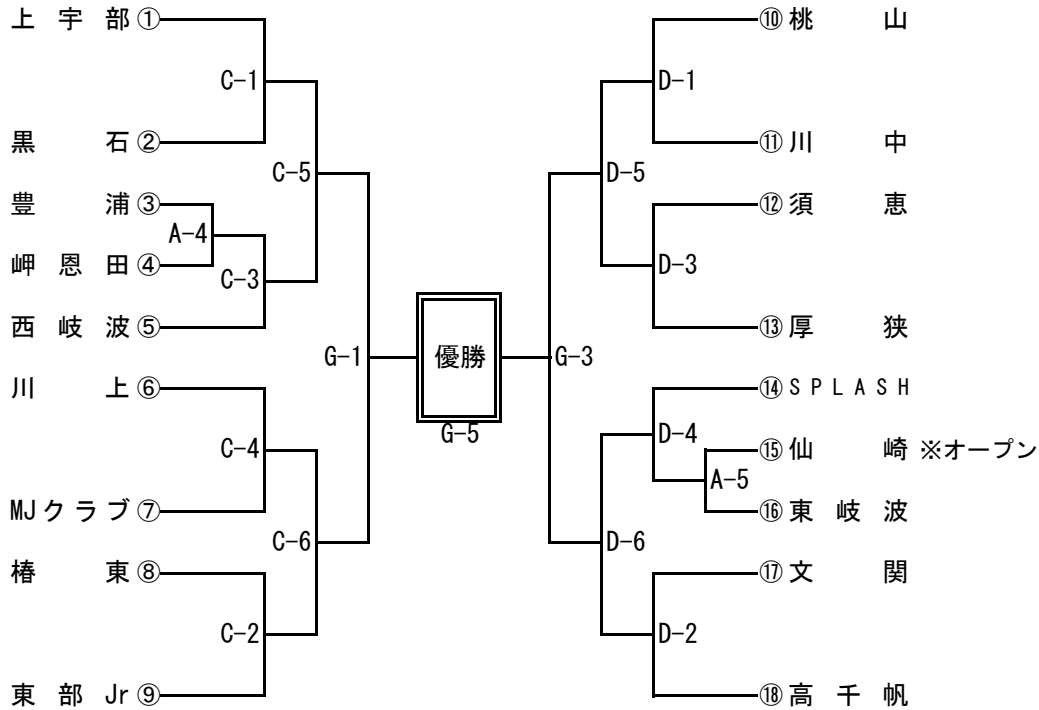 上宇部①
⑩桃山
C-1
D-1
黒石②
⑪川中
C-5
D-5
豊浦③
⑫須恵
A-4
岬恩田④
C-3
D-3
西岐波⑤
⑬厚狭
G-1
優勝
G-3
川上⑥
⑭SPLASH
G-5
D-4
C-4
⑮仙崎 ※オープン
A-5
MJクラブ⑦
⑯東岐波
C-6
D-6
椿東⑧
⑰文関
C-2
D-2
東部Jr⑨
⑱高千帆